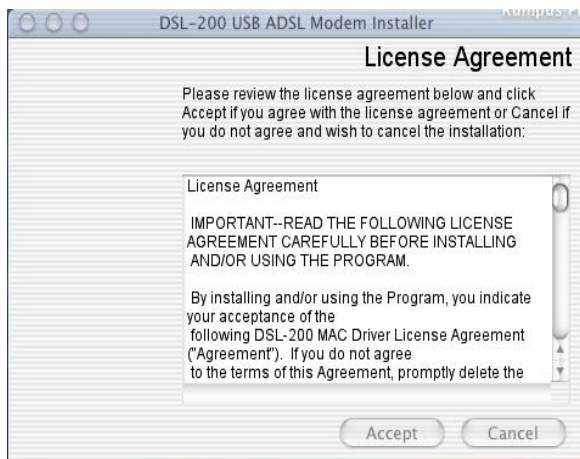 DSL-200 USB ADSL Modem Installer
License Agreement
Please review the license agreement below and click
Accept if you agree with the license agreement or Cancel if
you do not agree and wish to cancel the installation:
License Agreement
IMPORTANT--READ THE FOLLOWING LICENSE
AGREEMENT CAREFULLY BEFORE INSTALLING
AND/OR USING THE PROGRAM.
By installing and/or using the Program, you indicate
your acceptance of the
following DSL-200 MAC Driver License Agreement
("Agreement"). If you do not agree
to the terms of this Agreement, promptly delete the
Accept
Cancel